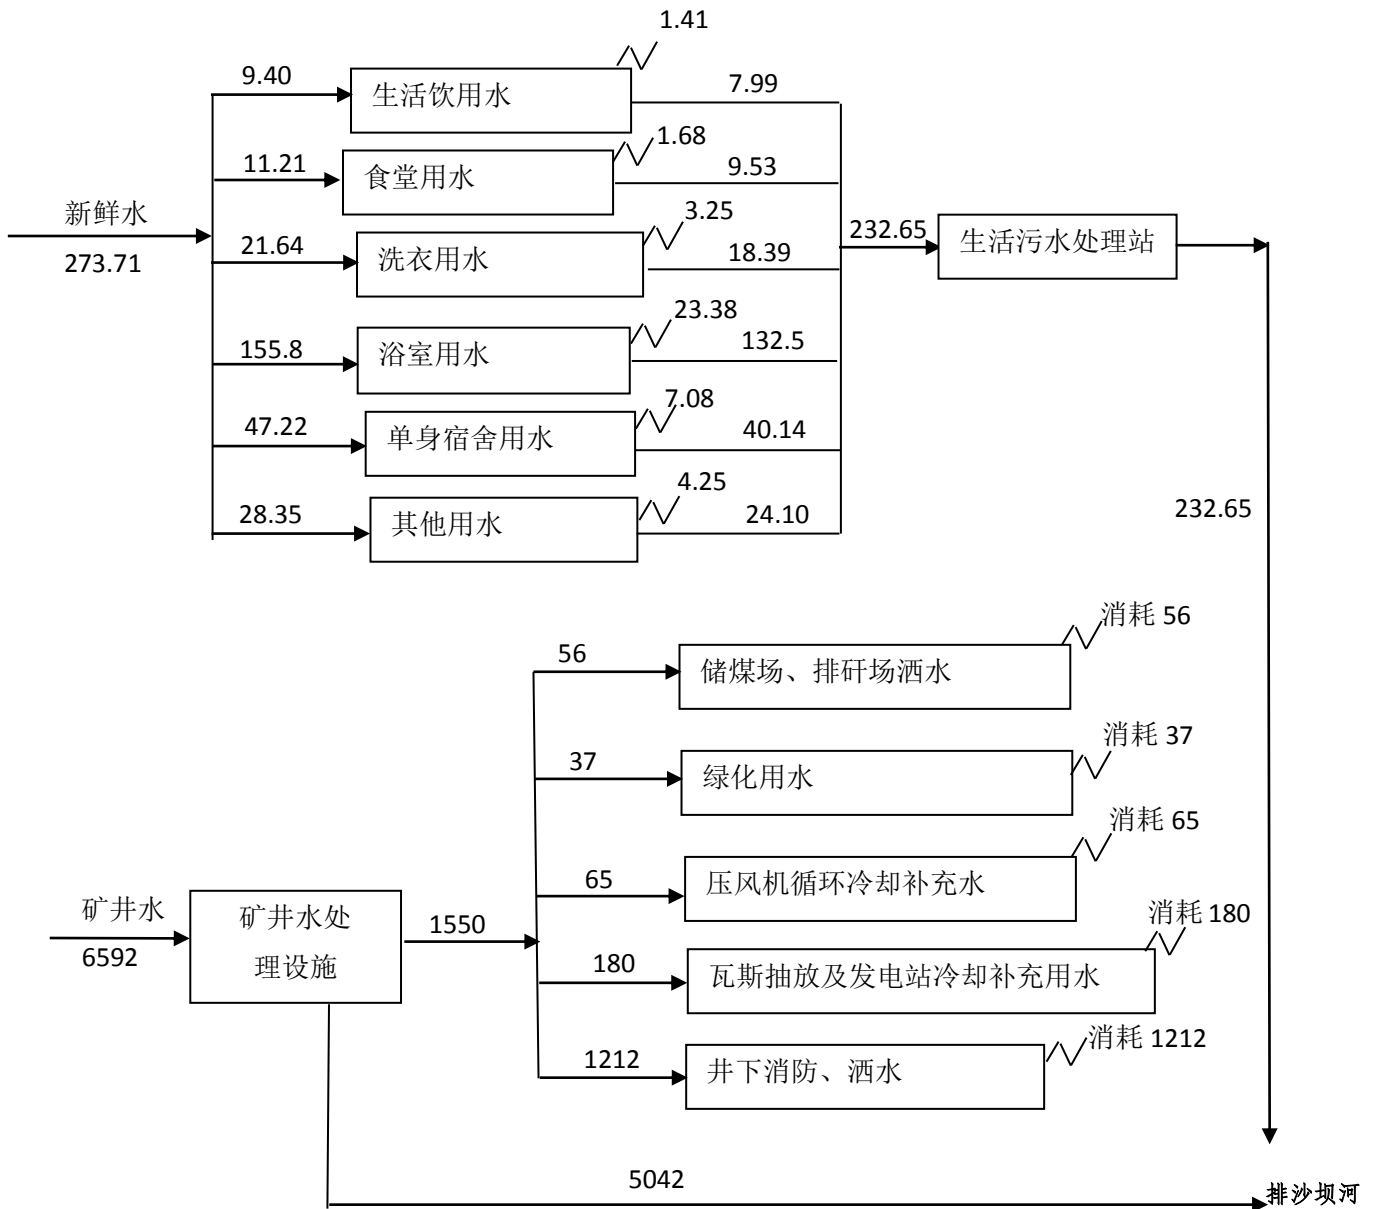 1.41
9.40
生活饮用水
7.99
1.68
11.21
食堂用水
9.53
新鲜水
273.71
3.25
21.64
洗衣用水
18.39
232.65
生活污水处理站
23.38
155.8
浴室用水
132.5
7.08
47.22
单身宿舍用水
40.14
4.25
28.35
其他用水
24.10
232.65
消耗 56
56
储煤场、排矸场洒水
消耗 37
37
绿化用水
消耗 65
65
压风机循环冷却补充水
矿井水
6592
矿井水处
理设施
1550
消耗 180
180
瓦斯抽放及发电站冷却补充用水
消耗 1212
1212
井下消防、洒水
5042
排沙坝河